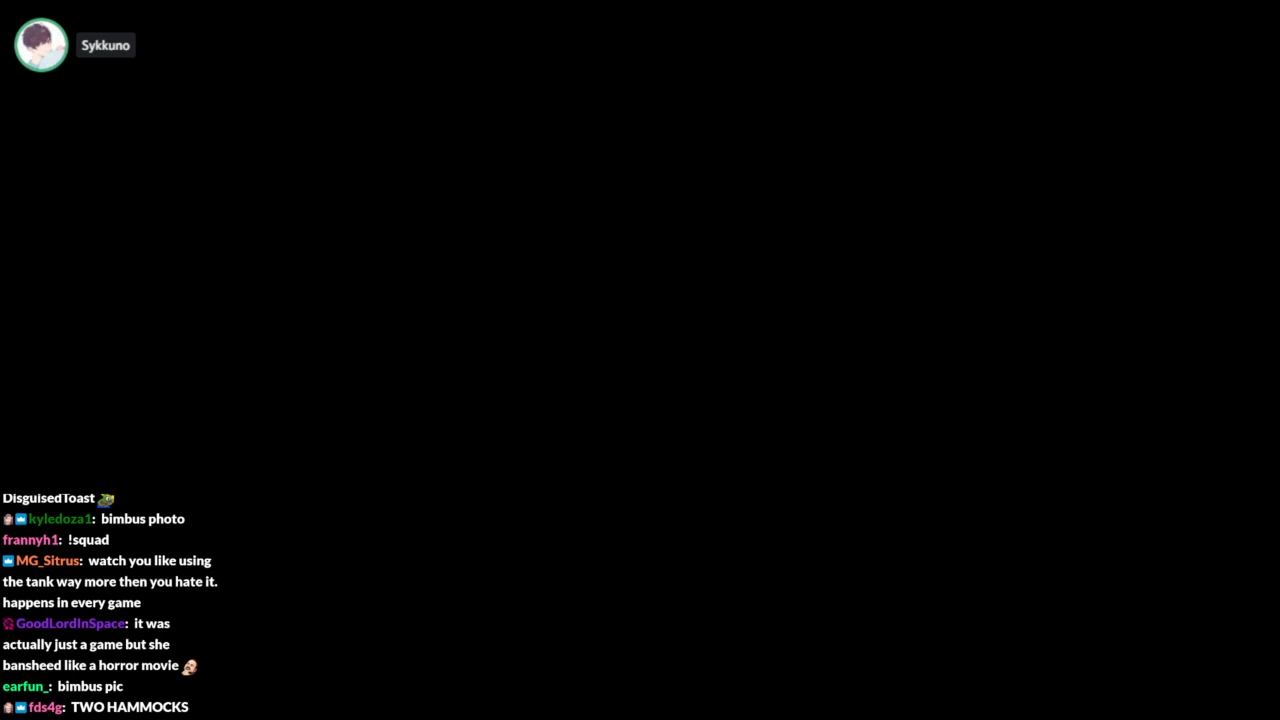 Sykkuno
DisguisedToast
kyledoza1: bimbus photo
frannyh1: !squad
MG_Sitrus: watch you like using
the tank way more then you hate it.
happens in every game
GoodLordInSpace: it was
actually just a game but she
bansheed like a horror movie
earfun_: bimbus pic
fds4g: TWO HAMMOCKS